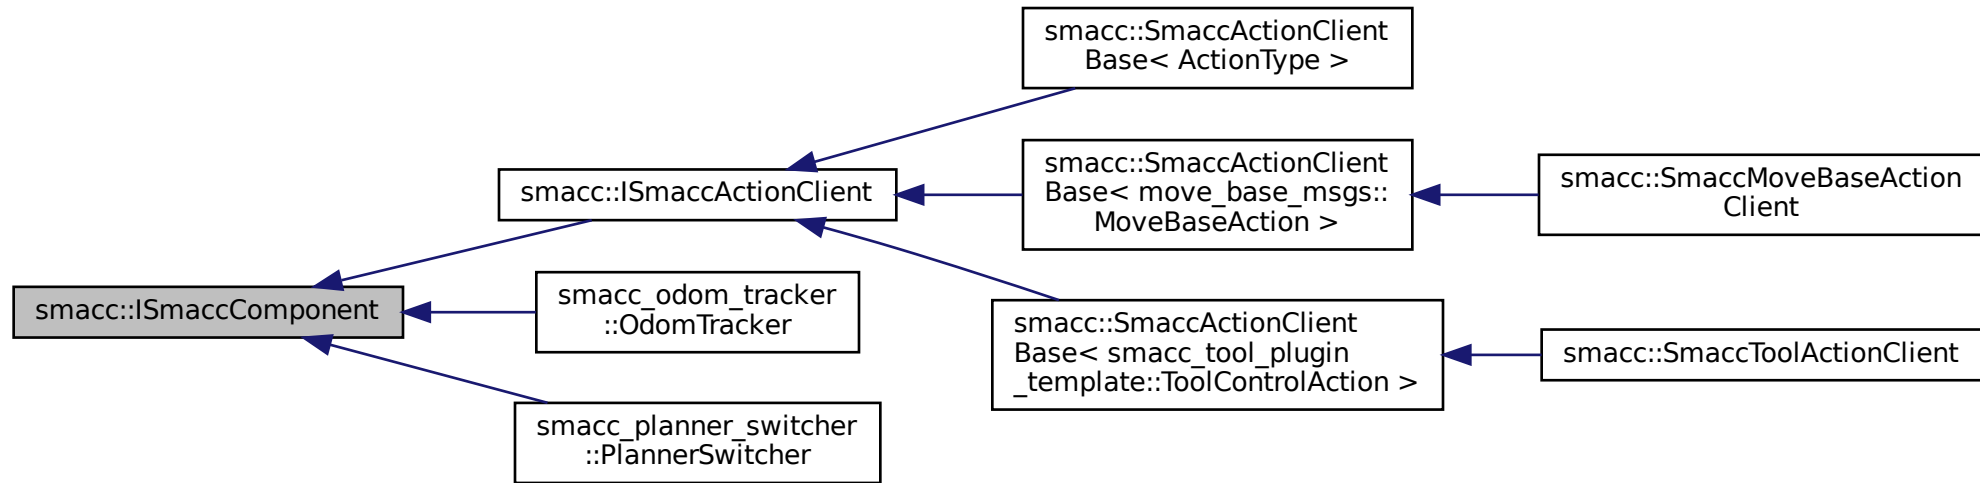 smacc::ISmaccComponent
smacc::ISmaccActionClient
smacc_odom_tracker
::OdomTracker
smacc_planner_switcher
::PlannerSwitcher
smacc::SmaccActionClient
Base< ActionType >
smacc::SmaccActionClient
Base< move_base_msgs::
MoveBaseAction >
smacc::SmaccActionClient
Base< smacc_tool_plugin
_template::ToolControlAction >
smacc::SmaccMoveBaseAction
Client
smacc::SmaccToolActionClient